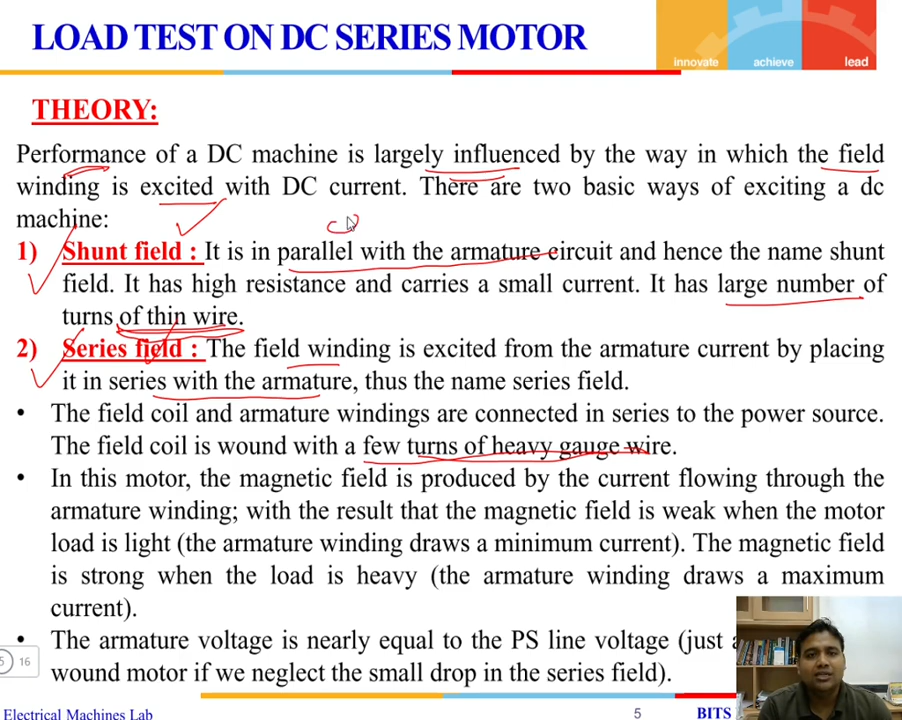 LOAD TEST ON DC SERIES MOTOR
innovate achieve lead
THEORY:
Performance of a DC machine is largely influenced by the way in which the field
winding is excited with DC current. There are two basic ways of exciting a dc
machine:
1) Shunt field : It is in parallel with the armature circuit and hence the name shunt
field. It has high resistance and carries a small current. It has large number of
turns of thin wire.
2) Series field : The field winding is excited from the armature current by placing
it in series with the armature, thus the name series field.
• The field coil and armature windings are connected in series to the power source.
The field coil is wound with a few turns of heavy gauge wire.
• In this motor, the magnetic field is produced by the current flowing through the
armature winding; with the result that the magnetic field is weak when the motor
load is light (the armature winding draws a minimum current). The magnetic field
is strong when the load is heavy (the armature winding draws a maximum
current).
• The armature voltage is nearly equal to the PS line voltage (just
wound motor if we neglect the small drop in the series field).
16
Electrical Machines Lab 5 BITS